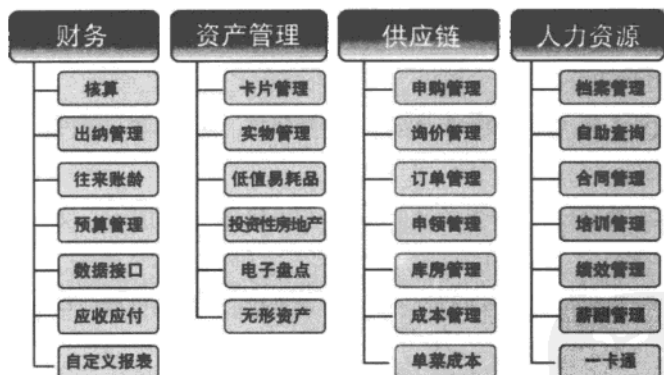 财务
核算
出纳管理
往来账龄
预算管理
数据接口
应收应付
自定义报表
资产管理
卡片管理
实物管理
低值易耗品
投资性房地产
电子盘点
无形资产
供应链
申购管理
询价管理
订单管理
申领管理
库房管理
成本管理
单菜成本
人力资源
档案管理
自助查询
合同管理
培训管理
绩效管理
薪酬管理
一卡通